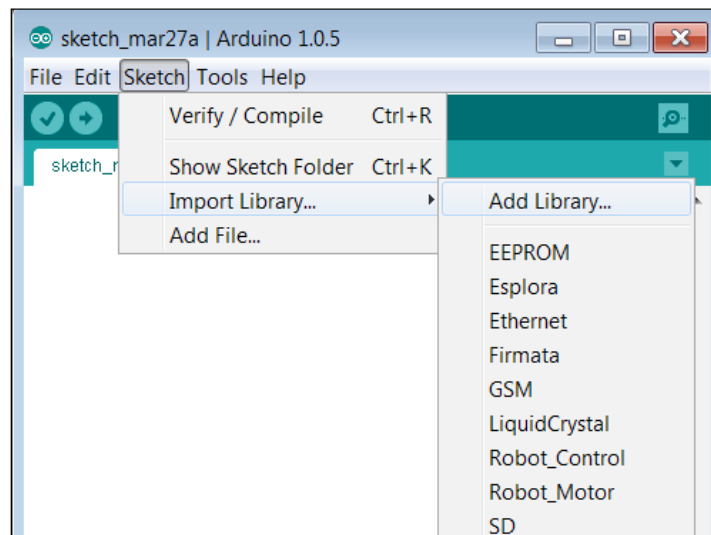 sketch_mar27a | Arduino 1.0.5
File Edit Sketch Tools Help
Verify / Compile Ctrl+R
sketch_r
Show Sketch Folder Ctrl+K
Import Library...
Add File...
Add Library...
EEPROM
Esplora
Ethernet
Firmata
GSM
LiquidCrystal
Robot_Control
Robot_Motor
SD